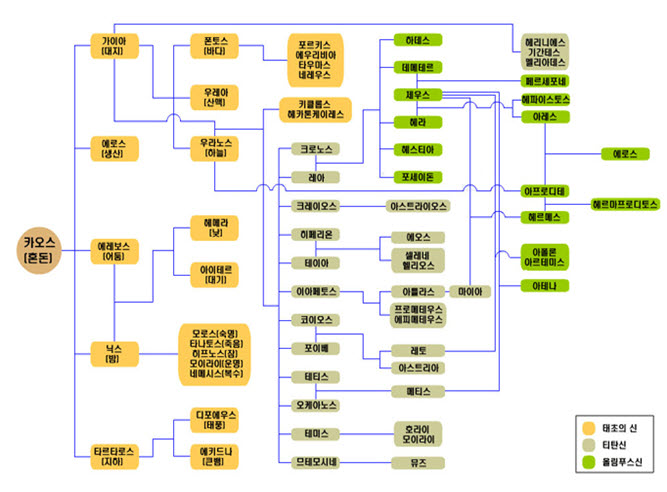 카오스
[혼돈]
가이아
[대지]
에로스
[생산]
에레보스
[어둠]
닉스
[밤]
타르타로스
[지하]
폰토스
[바다]
우레아
[산맥]
우라노스
[하늘]
헤메라
[낮]
아이테르
[대기]
모로스(숙명)
타나토스(죽음)
히프노스(잠)
모이라이(운명)
네메시스(복수)
디포에우스
[태풍]
에키드나
[큰뱀]
포르키스
에우리비아
타우마스
네레우스
키클롭스
헤카톤케이레스
크로노스
레아
크레이오스
아스트라이오스
히페리온
테이아
에오스
셀레네
헬리오스
이아페토스
아틀라스
마이아
프로메테우스
에피메테우스
코이오스
포이베
레토
아스트리아
테티스
오케아노스
메티스
테미스
호라이
모이라이
므테모시네
뮤즈
하데스
데메테르
제우스
헤라
헤스티아
포세이돈
헤리니에스
기간테스
멜리아데스
페르세포네
헤파이스토스
아레스
에로스
아프로디테
헤르마프로디토스
헤르메스
아폴론
아르테미스
아테나
태초의 신
티탄신
올림푸스신